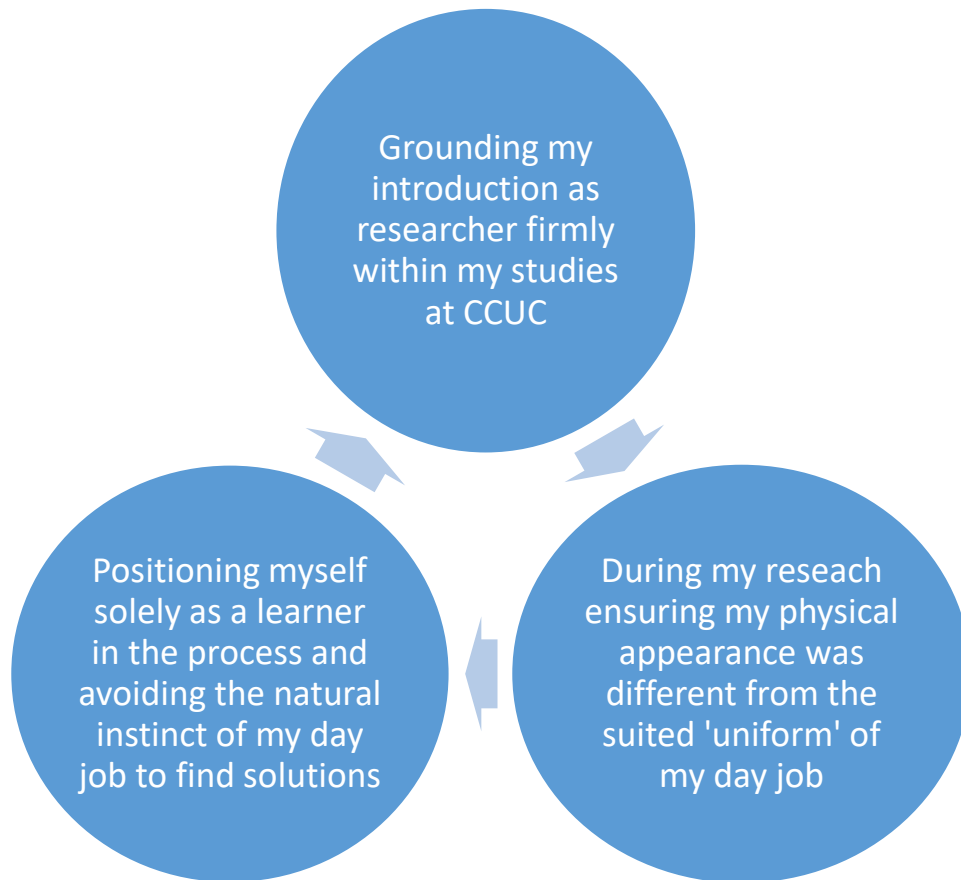 Grounding my
introduction as
researcher firmly
within my studies
at CCUC
During my reseach
ensuring my physical
appearance was
different from the
suited 'uniform' of
my day job
Positioning myself
solely as a learner
in the process and
avoiding the natural
instinct of my day
job to find solutions